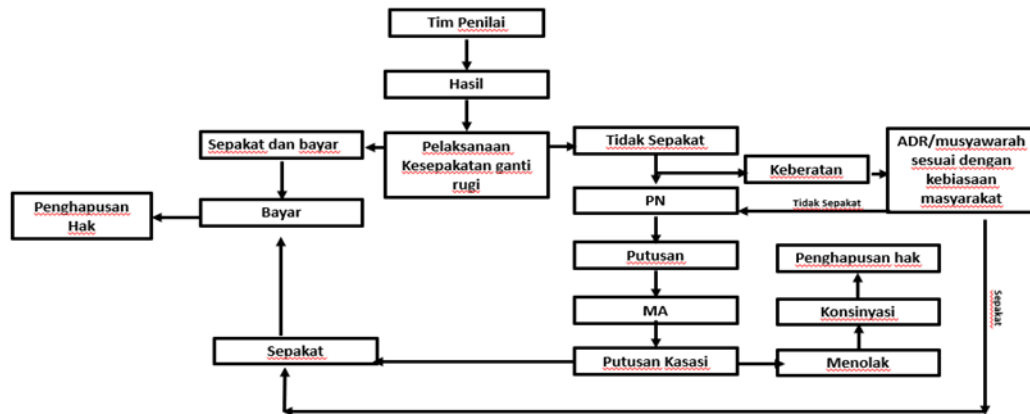 Tim Penilai
Hasil
Sepakat dan bayar
Pelaksanaan
Kesepakatan ganti
rugi
Tidak Sepakat
ADR/musyawarah
sesuai dengan
kebiasaan
masyarakat
Keberatan
Penghapusan
Hak
Bayar
PN
Tidak Sepakat
Putusan
Penghapusan hak
MA
Konsinyasi
Sepakat
Sepakat
Putusan Kasasi
Menolak